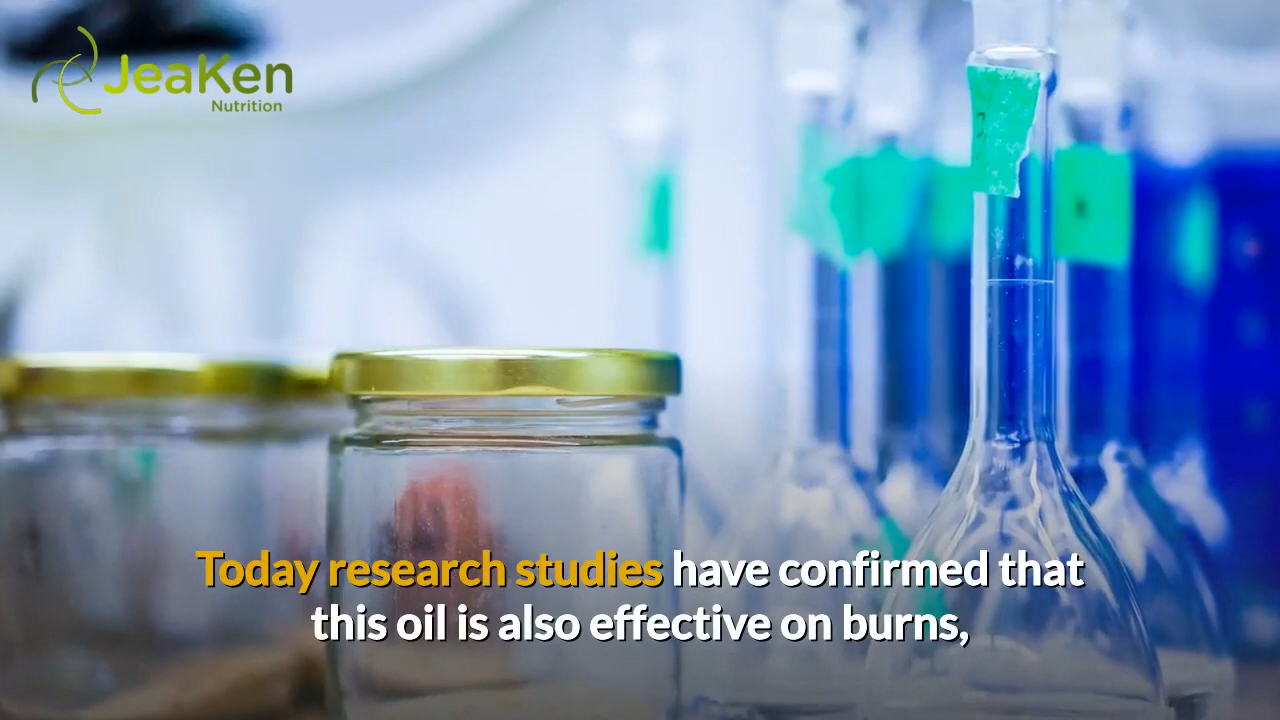 JeaKen
Nutrition
Today research studies have confirmed that
this oil is also effective on burns,